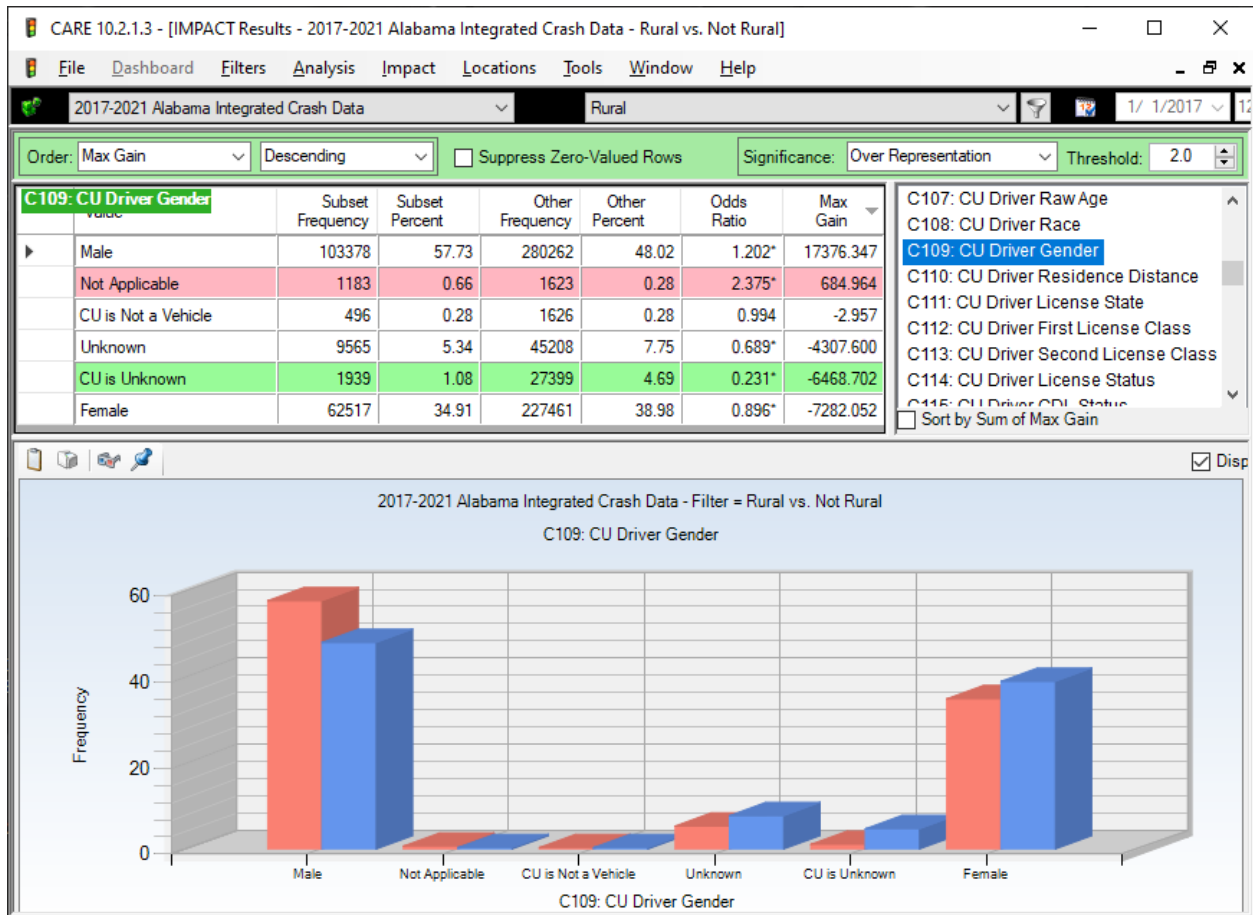 CARE 10.2.1.3 - [IMPACT Results - 2017-2021 Alabama Integrated Crash Data - Rural vs. Not Rural]
File Dashboard Filters Analysis Impact Locations Tools Window Help
2017-2021 Alabama Integrated Crash Data Rural 1/ 1/2017 12
Order: Max Gain Descending Suppress Zero-Valued Rows Significance: Over Representation Threshold: 2.0
C109: CU Driver Gender Subset Frequency Subset Percent Other Frequency Other Percent Odds Ratio Max Gain
Male 103378 57.73 280262 48.02 1.202* 17376.347
Not Applicable 1183 0.66 1623 0.28 2.375* 684.964
CU is Not a Vehicle 496 0.28 1626 0.28 0.994 -2.957
Unknown 9565 5.34 45208 7.75 0.689* -4307.600
CU is Unknown 1939 1.08 27399 4.69 0.231* -6468.702
Female 62517 34.91 227461 38.98 0.896* -7282.052
C107: CU Driver Raw Age
C108: CU Driver Race
C109: CU Driver Gender
C110: CU Driver Residence Distance
C111: CU Driver License State
C112: CU Driver First License Class
C113: CU Driver Second License Class
C114: CU Driver License Status
C115: CU Driver CDL Status
Sort by Sum of Max Gain
Disp
2017-2021 Alabama Integrated Crash Data - Filter = Rural vs. Not Rural
C109: CU Driver Gender
Frequency
60
40
20
0
Male Not Applicable CU is Not a Vehicle Unknown CU is Unknown Female
C109: CU Driver Gender